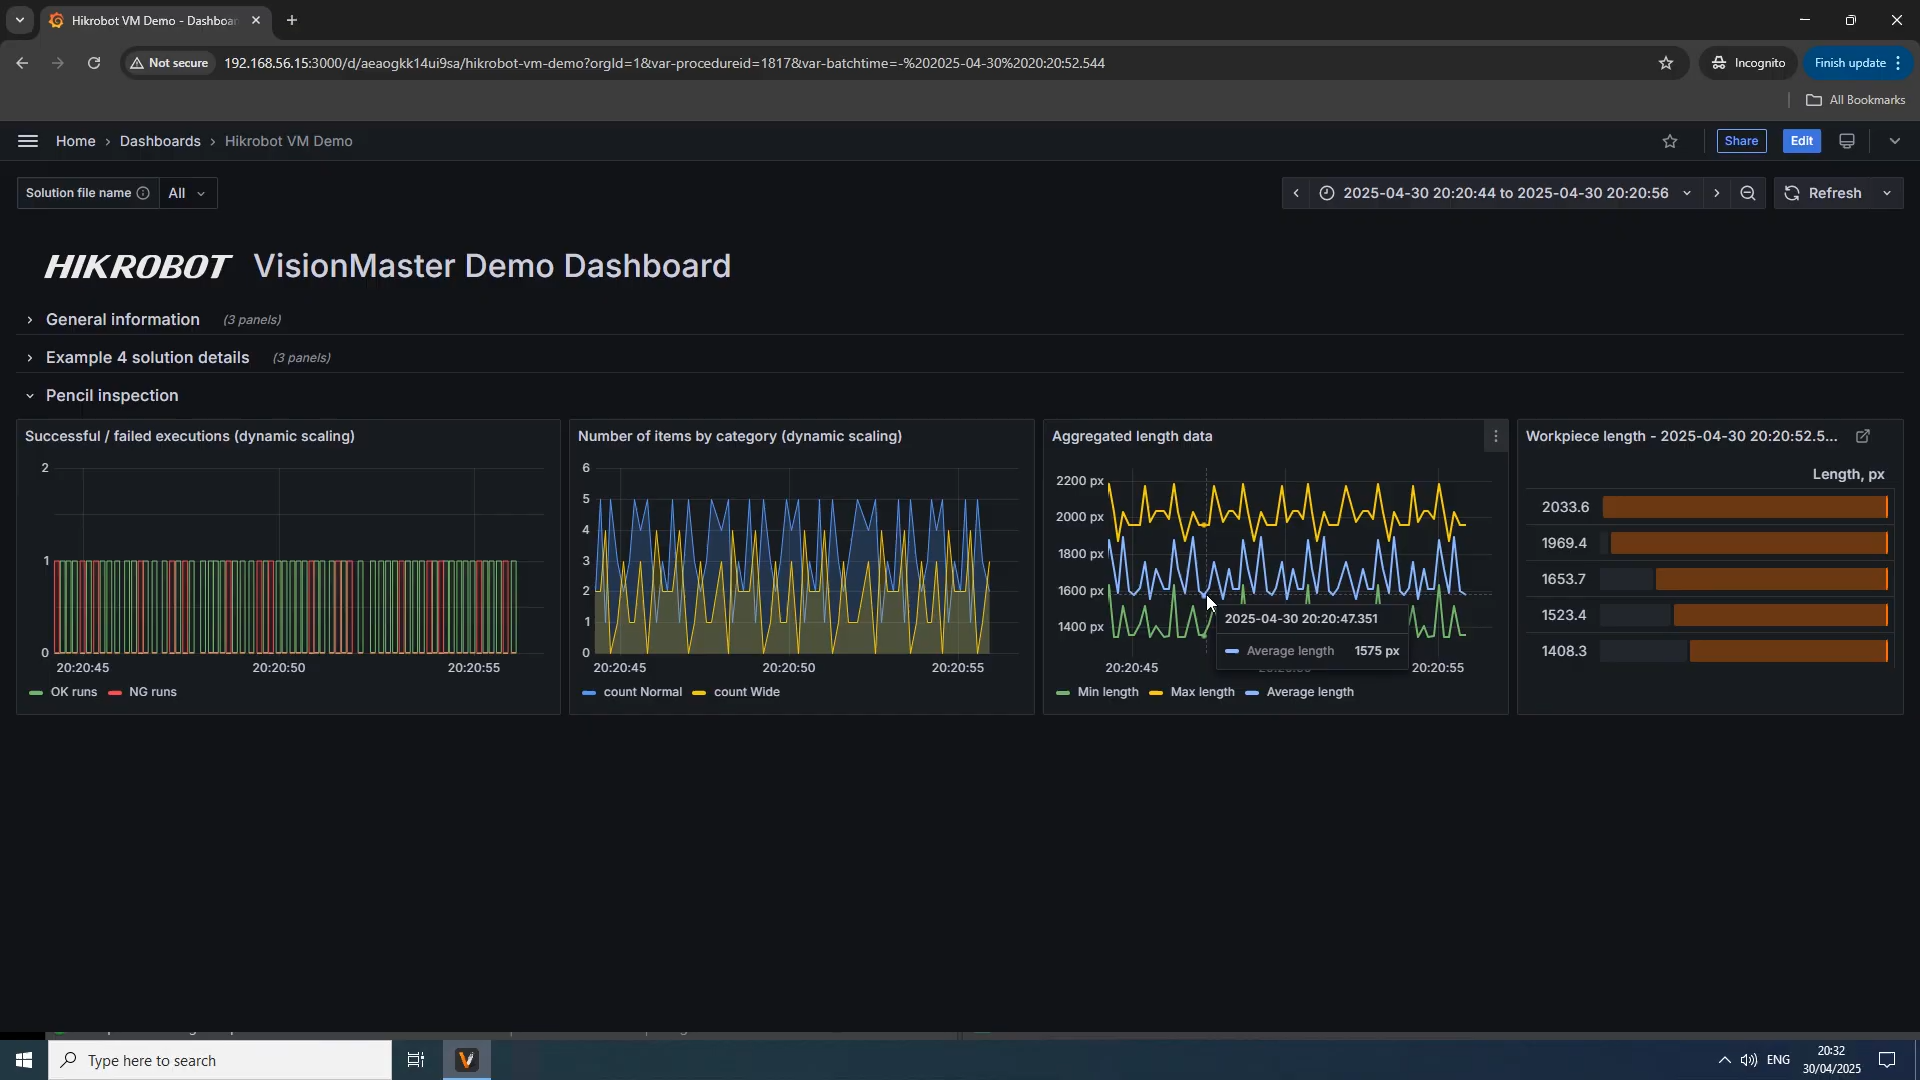 Hikrobot VM Demo - Dashboar
Not secure
192.168.56.15:3000/d/aeaogkk14ui9sa/hikrobot-vm-demo?orgId=1&var-procedureid=1817&var-batchtime=-%202025-04-30%2020:20:52.544
Incognito
Finish update
All Bookmarks
Home › Dashboards › Hikrobot VM Demo
Share
Edit
Solution file name
All
2025-04-30 20:20:44 to 2025-04-30 20:20:56
Refresh
HIKROBOT VisionMaster Demo Dashboard
General information (3 panels)
Example 4 solution details (3 panels)
Pencil inspection
Successful / failed executions (dynamic scaling)
2
1
0
20:20:45 20:20:50 20:20:55
OK runs NG runs
Number of items by category (dynamic scaling)
6
5
4
3
2
1
0
20:20:45 20:20:50 20:20:55
count Normal count Wide
Aggregated length data
2200 px
2000 px
1800 px
1600 px
1400 px
2025-04-30 20:20:47.351
Average length 1575 px
20:20:45 20:20:55
Min length Max length Average length
Workpiece length - 2025-04-30 20:20:52.5...
Length, px
2033.6
1969.4
1653.7
1523.4
1408.3
Type here to search
ENG
20:32
30/04/2025